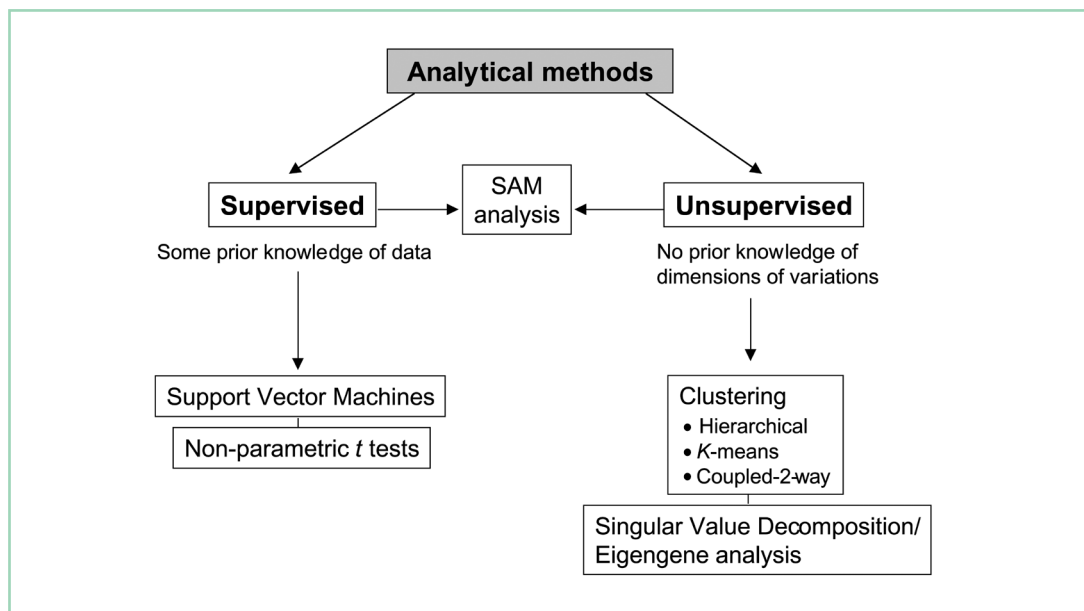 Analytical methods
Supervised
SAM
analysis
Unsupervised
Some prior knowledge of data
No prior knowledge of
dimensions of variations
Support Vector Machines
Non-parametric t tests
Clustering
• Hierarchical
• K-means
• Coupled-2-way
Singular Value Decomposition/
Eigengene analysis